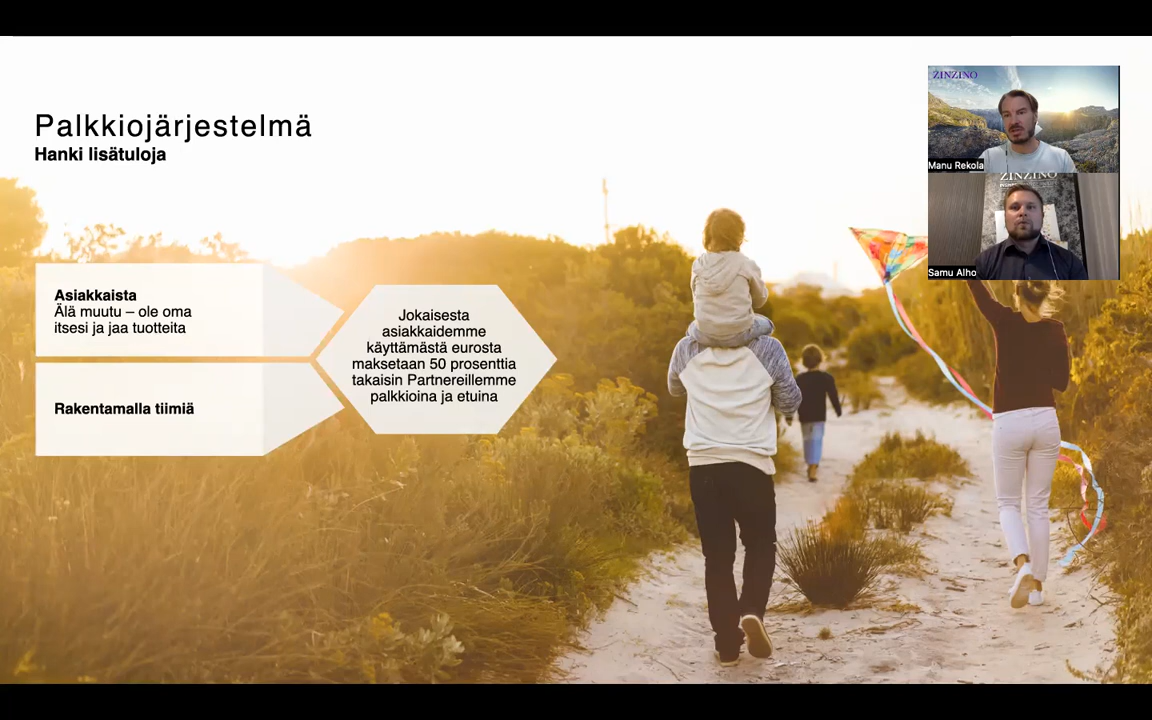 Palkkiojärjestelmä
Hanki lisätuloja
Asiakkaista
Älä muutu – ole oma
itsesi ja jaa tuotteita
Rakentamalla tiimiä
Jokaisesta
asiakkaidemme
käyttämästä eurosta
maksetaan 50 prosenttia
takaisin Partnereillemme
palkkioina ja etuina
ZINZINO
Manu Rekola
ZINZINO
Samu Alho